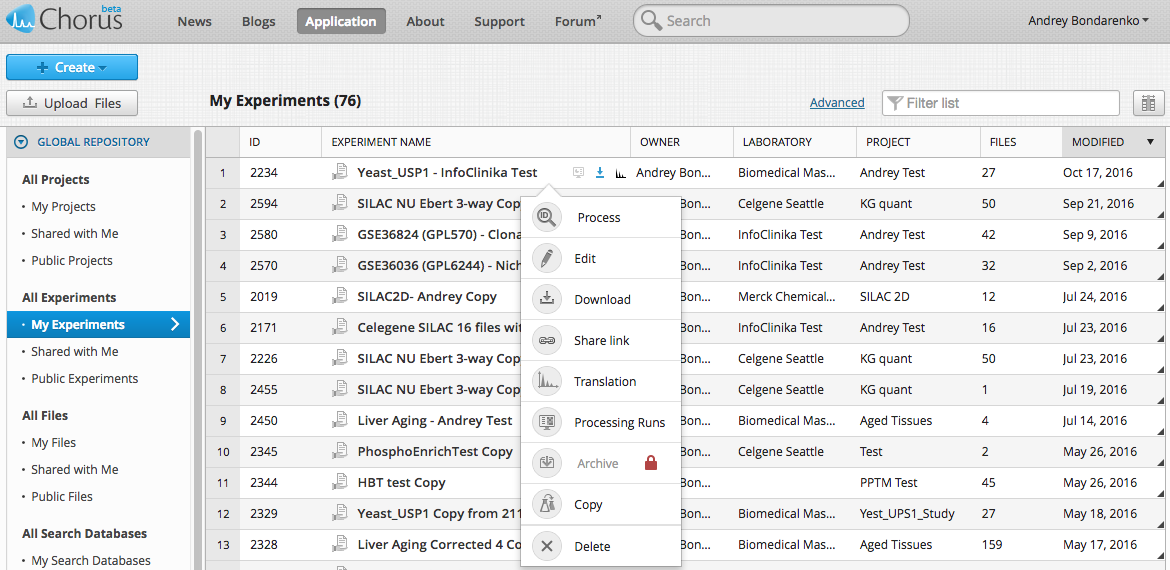 Chorus beta News Blogs Application About Support Forum Search Andrey Bondarenko
Create
Upload Files
My Experiments (76) Advanced Filter list
GLOBAL REPOSITORY
All Projects
My Projects
Shared with Me
Public Projects
All Experiments
My Experiments
Shared with Me
Public Experiments
All Files
My Files
Shared with Me
Public Files
All Search Databases
My Search Databases
ID EXPERIMENT NAME OWNER LABORATORY PROJECT FILES MODIFIED
1 2234 Yeast_USP1 - InfoClinika Test Andrey Bon... Biomedical Mas... Andrey Test 27 Oct 17, 2016
2 2594 SILAC NU Ebert 3-way Cop Bon... Celgene Seattle KG quant 50 Sep 21, 2016
3 2580 GSE36824 (GPL570) - Clona Bon... InfoClinika Test Andrey Test 42 Sep 9, 2016
4 2570 GSE36036 (GPL6244) - Nich Bon... InfoClinika Test Andrey Test 32 Sep 2, 2016
5 2019 SILAC2D- Andrey Copy Bon... Merck Chemical... SILAC 2D 12 Jul 24, 2016
6 2171 Celegene SILAC 16 files wit Bon... InfoClinika Test Andrey Test 16 Jul 23, 2016
7 2226 SILAC NU Ebert 3-way Cop Bon... Celgene Seattle KG quant 50 Jul 23, 2016
8 2455 SILAC NU Ebert 3-way Cop Bon... Celgene Seattle KG quant 1 Jul 19, 2016
9 2450 Liver Aging - Andrey Test Bon... Biomedical Mas... Aged Tissues 4 Jul 14, 2016
10 2345 PhosphoEnrichTest Copy Bon... Celgene Seattle Test 2 May 26, 2016
11 2344 HBT test Copy Bon... PPTM Test 45 May 26, 2016
12 2329 Yeast_USP1 Copy from 211 Bon... Biomedical Mas... Yest_UPS1_Study 27 May 18, 2016
13 2328 Liver Aging Corrected 4 Co Bon... Biomedical Mas... Aged Tissues 159 May 17, 2016
ID
Process
Edit
Download
Share link
Translation
Processing Runs
Archive
Copy
Delete